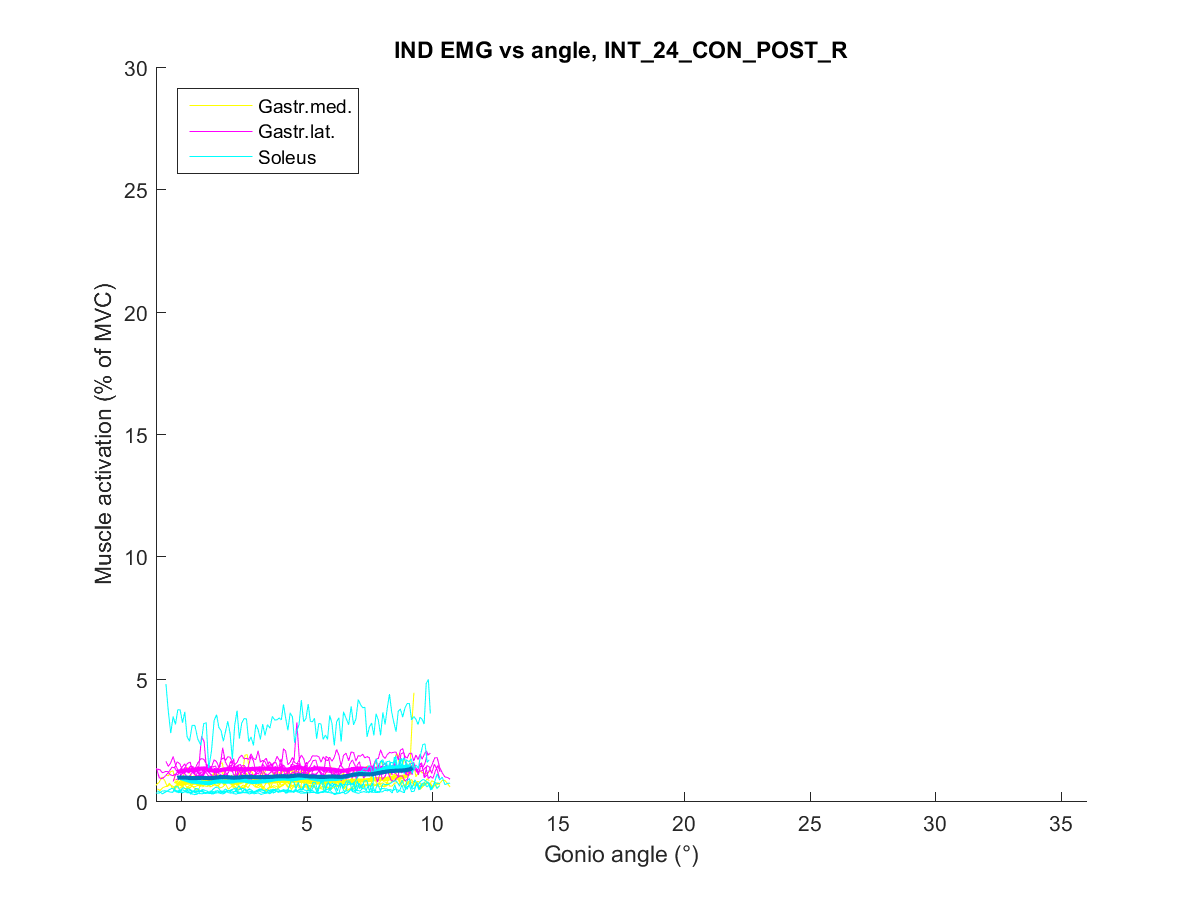 IND EMG vs angle, INT_24_CON_POST_R
30
25
20
15
10
5
0
Muscle activation (% of MVC)
Gastr.med.
Gastr.lat.
Soleus
0 5 10 15 20 25 30 35
Gonio angle (°)